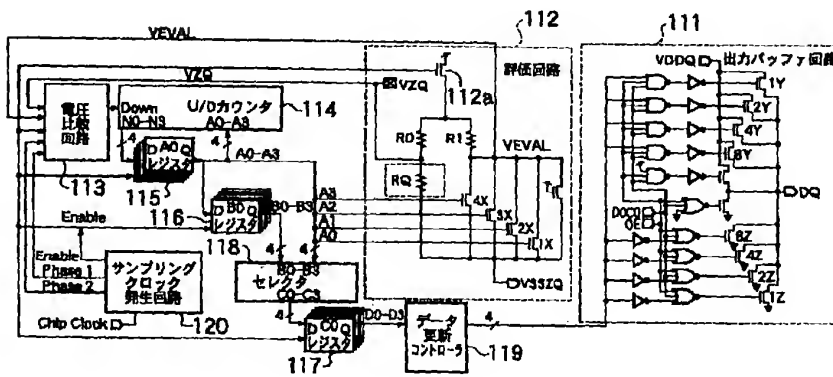 112
111
VEVAL
VZQ
VZQ
112a
評価回路
VDDQ
出力バッファ回路
電圧
比較
回路
113
Down
N0-N3
U/Dカウンタ
A0-A3
114
4
4
D A0 Q
レジスタ
115
A0-A3
R0
R1
VEVAL
RQ
116
D B0 Q
レジスタ
B0-B3
A3
A2
A1
A0
4X
2X
1X
1Y
2Y
4Y
8Y
DQ
OE
8Z
4Z
2Z
1Z
Enable
118
4
4
Enable
Phase 1
Phase 2
サンプリング
クロック
発生回路
120
Chip Clock
B0-B3
セレクタ
C0-C3
4
D C0 Q
レジスタ
117
D0-D3
データ
更新
コントローラ
119
4
VSSZQ